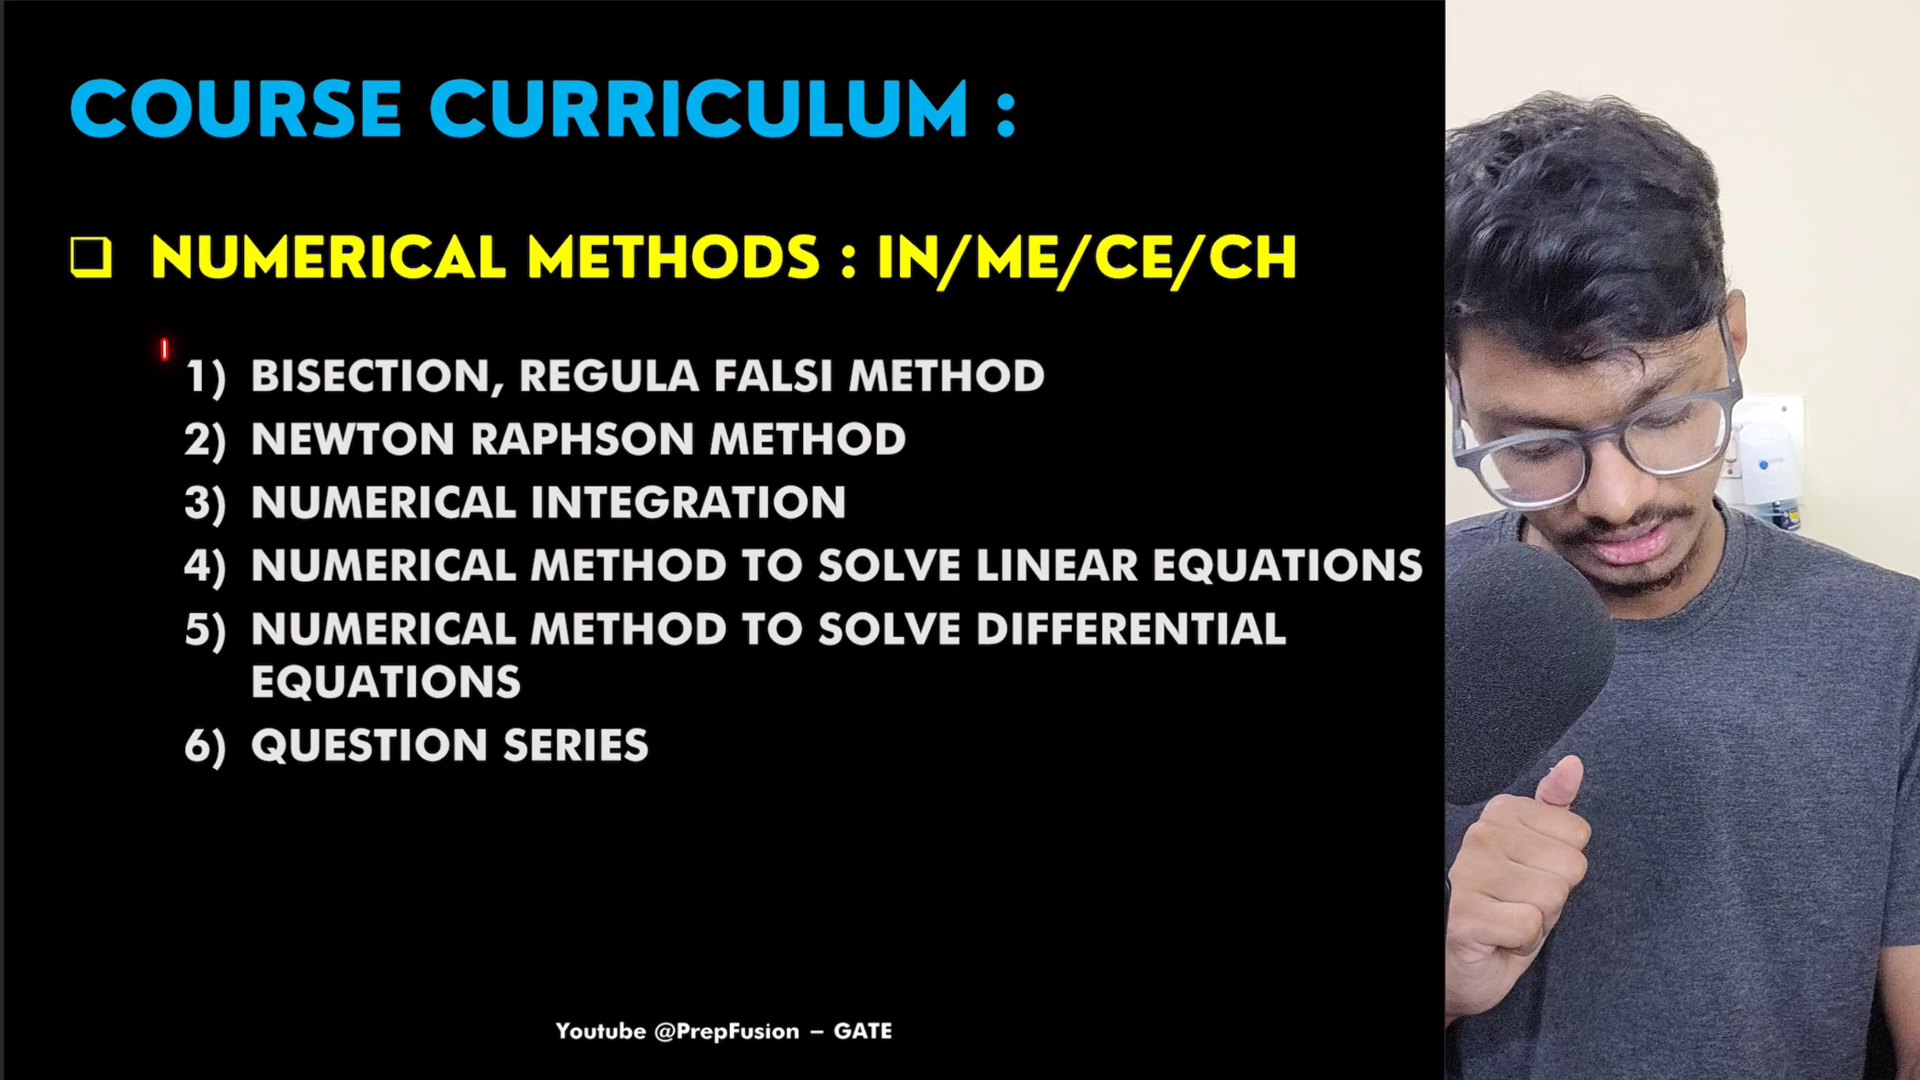 COURSE CURRICULUM :
NUMERICAL METHODS : IN/ME/CE/CH
1) BISECTION, REGULA FALSI METHOD
2) NEWTON RAPHSON METHOD
3) NUMERICAL INTEGRATION
4) NUMERICAL METHOD TO SOLVE LINEAR EQUATIONS
5) NUMERICAL METHOD TO SOLVE DIFFERENTIAL
EQUATIONS
6) QUESTION SERIES
Youtube @PrepFusion – GATE